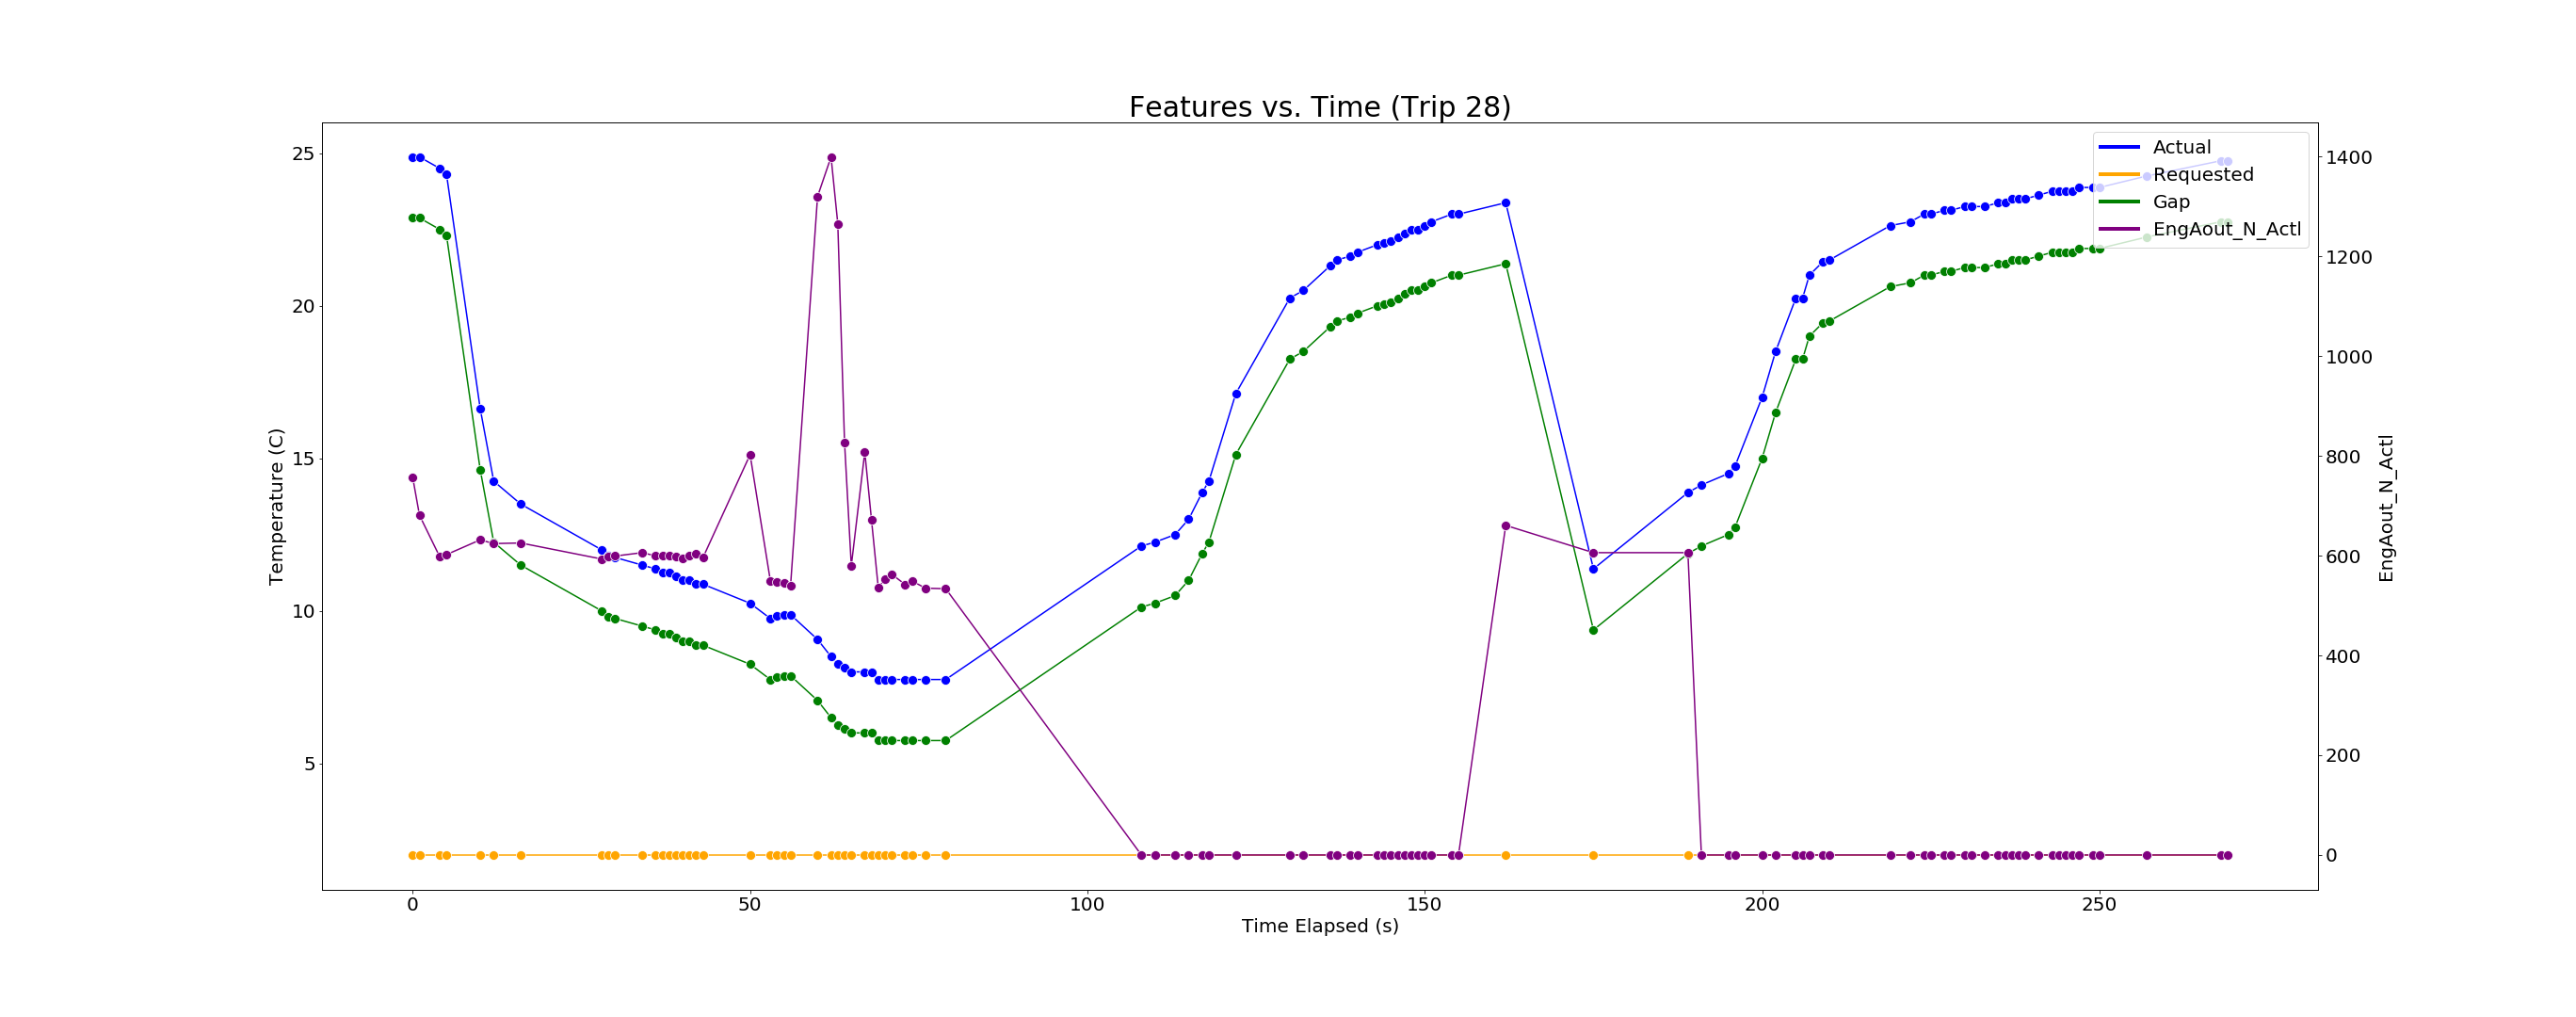 Features vs. Time (Trip 28)
Actual
Requested
Gap
EngAout_N_Actl
25
20
15
10
5
Temperature (C)
1400
1200
1000
800
600
400
200
0
EngAout_N_Actl
0 50 100 150 200 250
Time Elapsed (s)